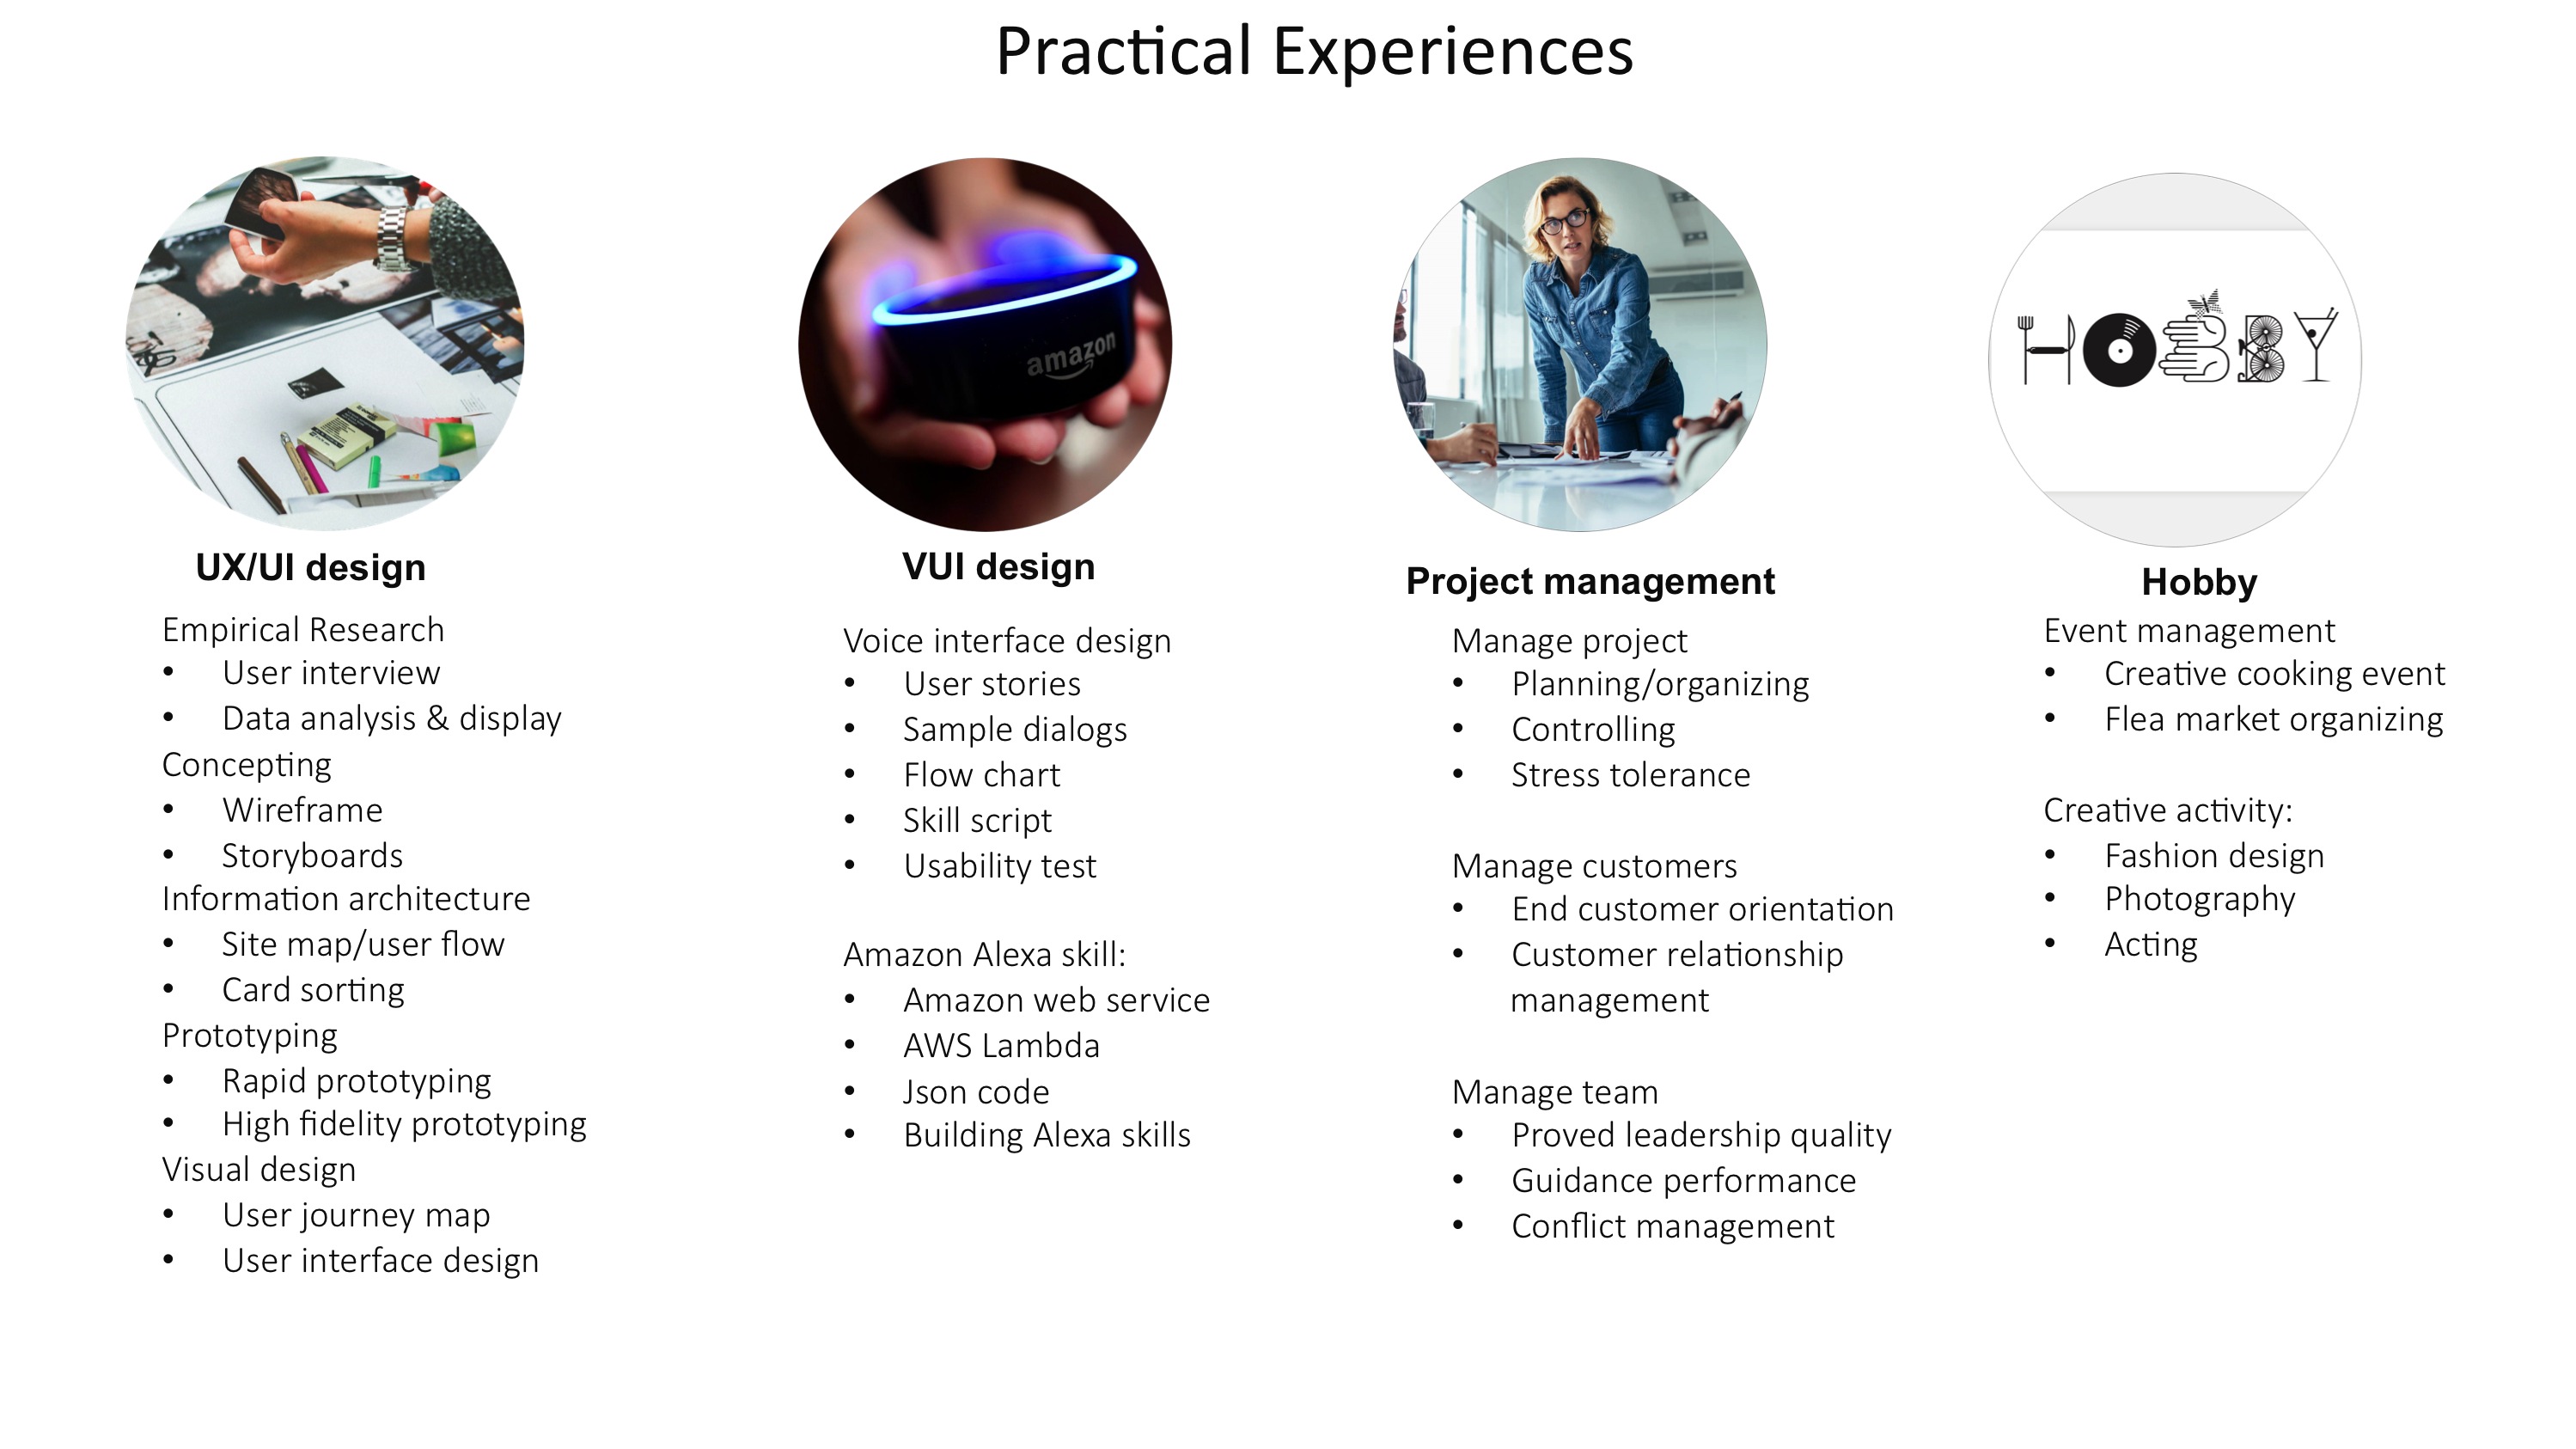 Practical Experiences
amazon
HOBBY
UX/UI design
Empirical Research
• User interview
• Data analysis & display
Concepting
• Wireframe
• Storyboards
Information architecture
• Site map/user flow
• Card sorting
Prototyping
• Rapid prototyping
• High fidelity prototyping
Visual design
• User journey map
• User interface design
VUI design
Voice interface design
• User stories
• Sample dialogs
• Flow chart
• Skill script
• Usability test
Amazon Alexa skill:
• Amazon web service
• AWS Lambda
• Json code
• Building Alexa skills
Project management
Manage project
• Planning/organizing
• Controlling
• Stress tolerance
Manage customers
• End customer orientation
• Customer relationship
management
Manage team
• Proved leadership quality
• Guidance performance
• Conflict management
Hobby
Event management
• Creative cooking event
• Flea market organizing
Creative activity:
• Fashion design
• Photography
• Acting